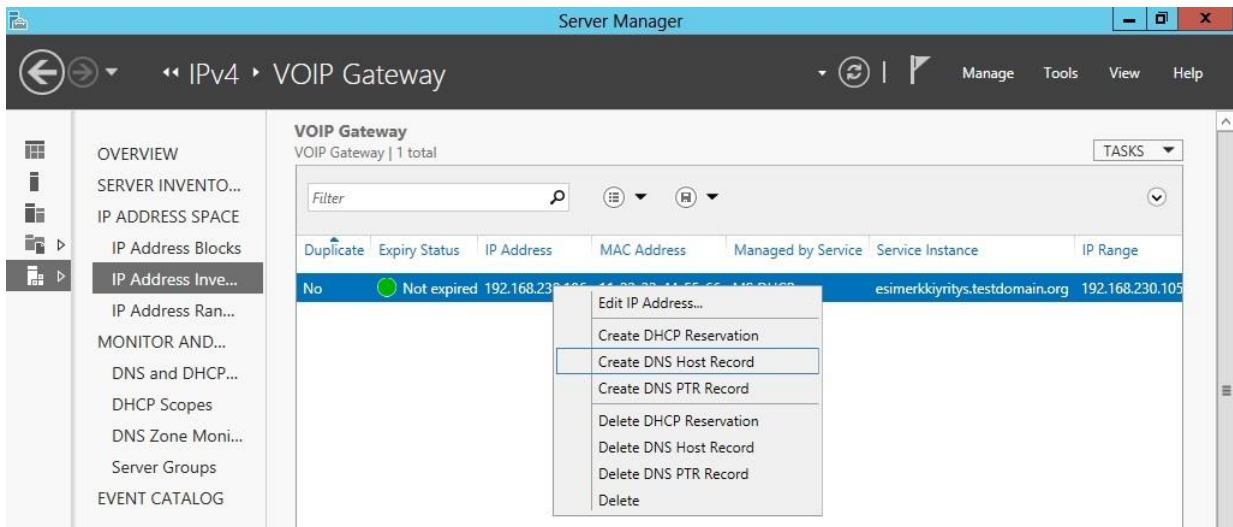 Server Manager
IPv4 VOIP Gateway
Manage Tools View Help
OVERVIEW
SERVER INVENTO...
IP ADDRESS SPACE
IP Address Blocks
IP Address Inve...
IP Address Ran...
MONITOR AND...
DNS and DHCP...
DHCP Scopes
DNS Zone Moni...
Server Groups
EVENT CATALOG
VOIP Gateway
VOIP Gateway | 1 total
TASKS
Filter
Duplicate Expiry Status IP Address MAC Address Managed by Service Service Instance IP Range
No Not expired esimerkkiyritys.testdomain.org 192.168.230.105
Edit IP Address...
Create DHCP Reservation
Create DNS Host Record
Create DNS PTR Record
Delete DHCP Reservation
Delete DNS Host Record
Delete DNS PTR Record
Delete